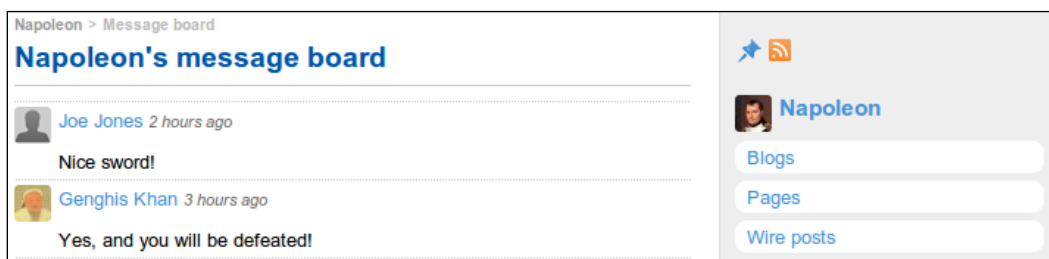 Napoleon > Message board
Napoleon's message board
Joe Jones 2 hours ago
Nice sword!
Genghis Khan 3 hours ago
Yes, and you will be defeated!
Napoleon
Blogs
Pages
Wire posts